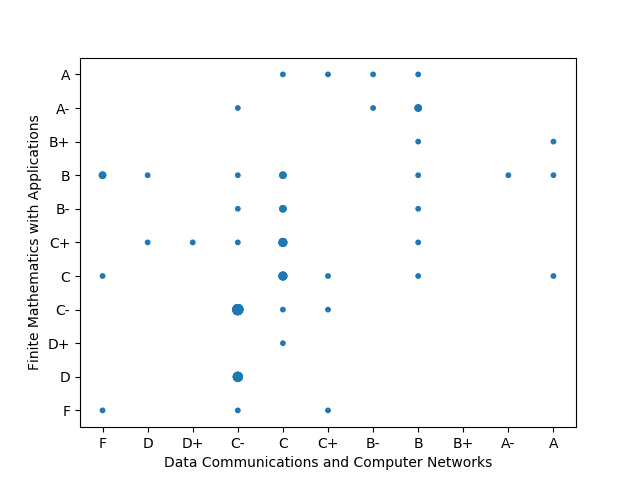 Finite Mathematics with Applications
A
A-
B+
B
B-
C+
C
C-
D+
D
F
F D D+ C- C C+ B- B B+ A- A
Data Communications and Computer Networks